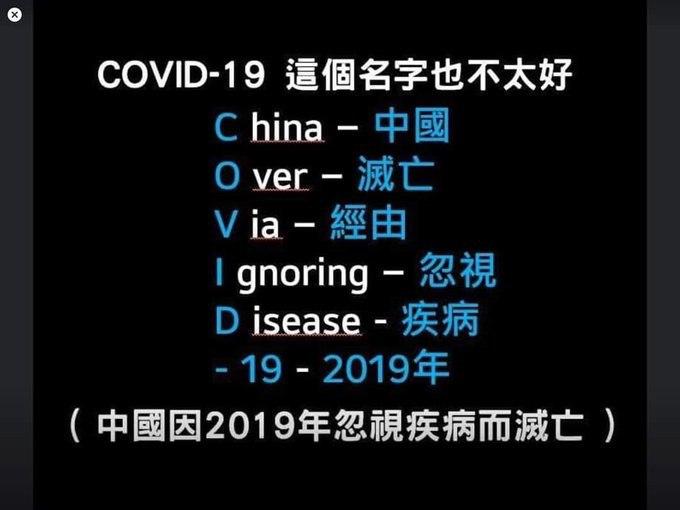 COVID-19 這個名字也不太好
C hina – 中國
O ver – 滅亡
V ia – 經由
I gnoring – 忽視
D isease - 疾病
- 19 - 2019年
( 中國因2019年忽視疾病而滅亡 )